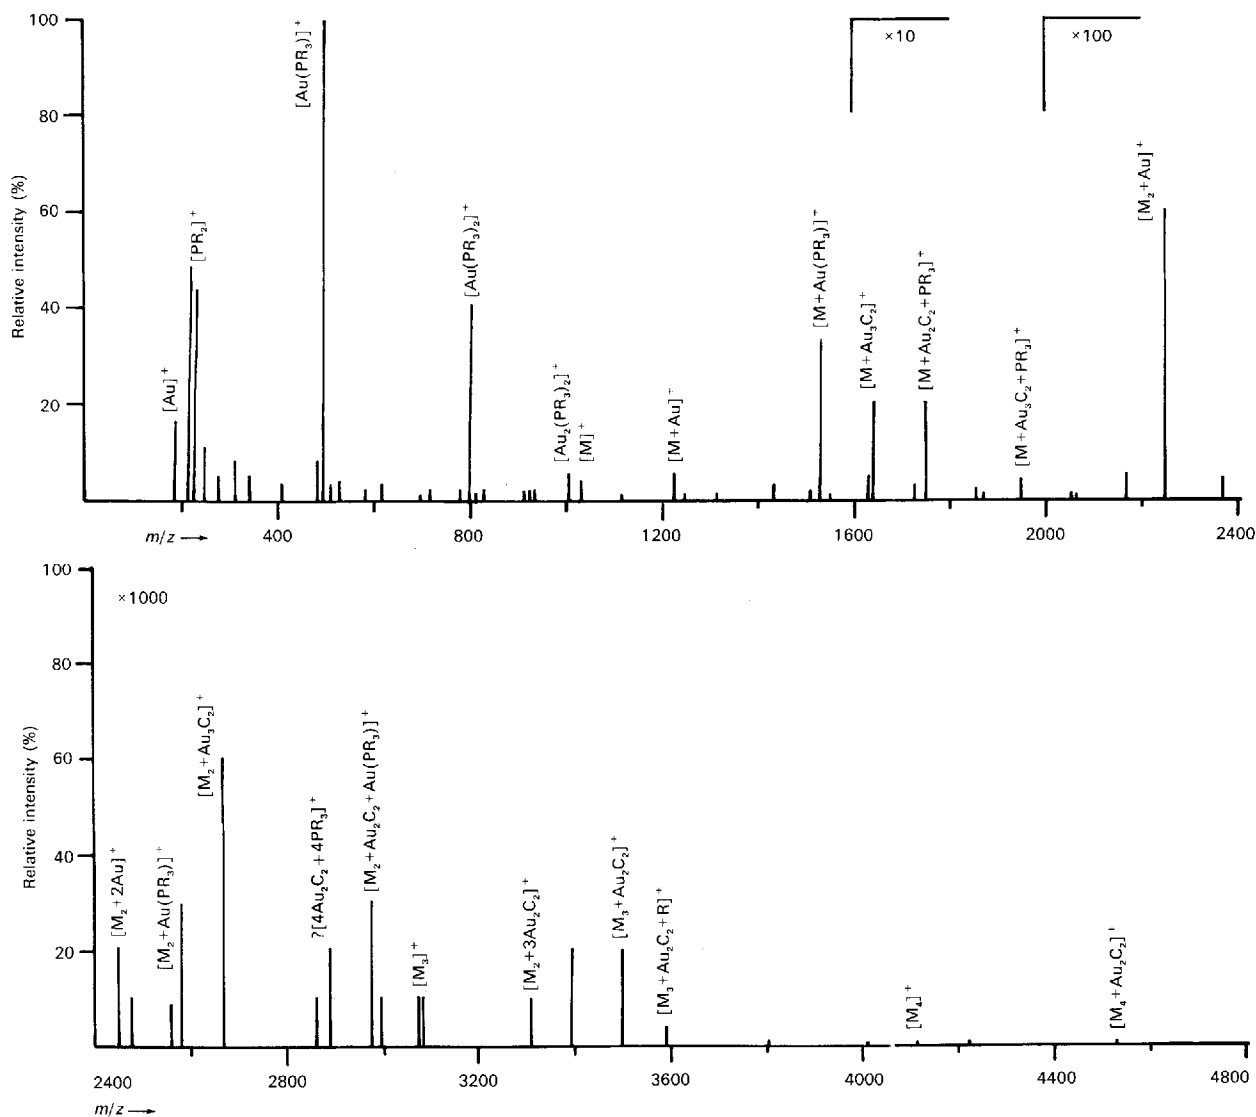 Relative intensity (%)
100
80
60
40
20
[Au]⁺
[PR₂]⁺
[Au(PR₃)]⁺
[Au(PR₃)₂]⁺
[Au₂(PR₃)₂]⁺
[M]⁺
[M+Au]⁺
[M+Au(PR₃)]⁺
[M+Au₃C₂]⁺
[M+Au₂C₂+PR₃]⁺
[M+Au₃C₂+PR₃]⁺
[M₂+Au]⁺
×10
×100
400
800
1200
1600
2000
2400
m/z →
Relative intensity (%)
100
80
60
40
20
×1000
[M₂+2Au]⁺
[M₂+Au(PR₃)]⁺
[M₂+Au₃C₂]⁺
?[4Au₂C₂+4PR₃]⁺
[M₂+Au₂C₂+Au(PR₃)]⁺
[M₃]⁺
[M₂+3Au₂C₂]⁺
[M₃+Au₂C₂]⁺
[M₃+Au₂C₂+R]⁺
[M₄]⁺
[M₄+Au₂C₂]⁺
2400
2800
3200
3600
4000
4400
4800
m/z →